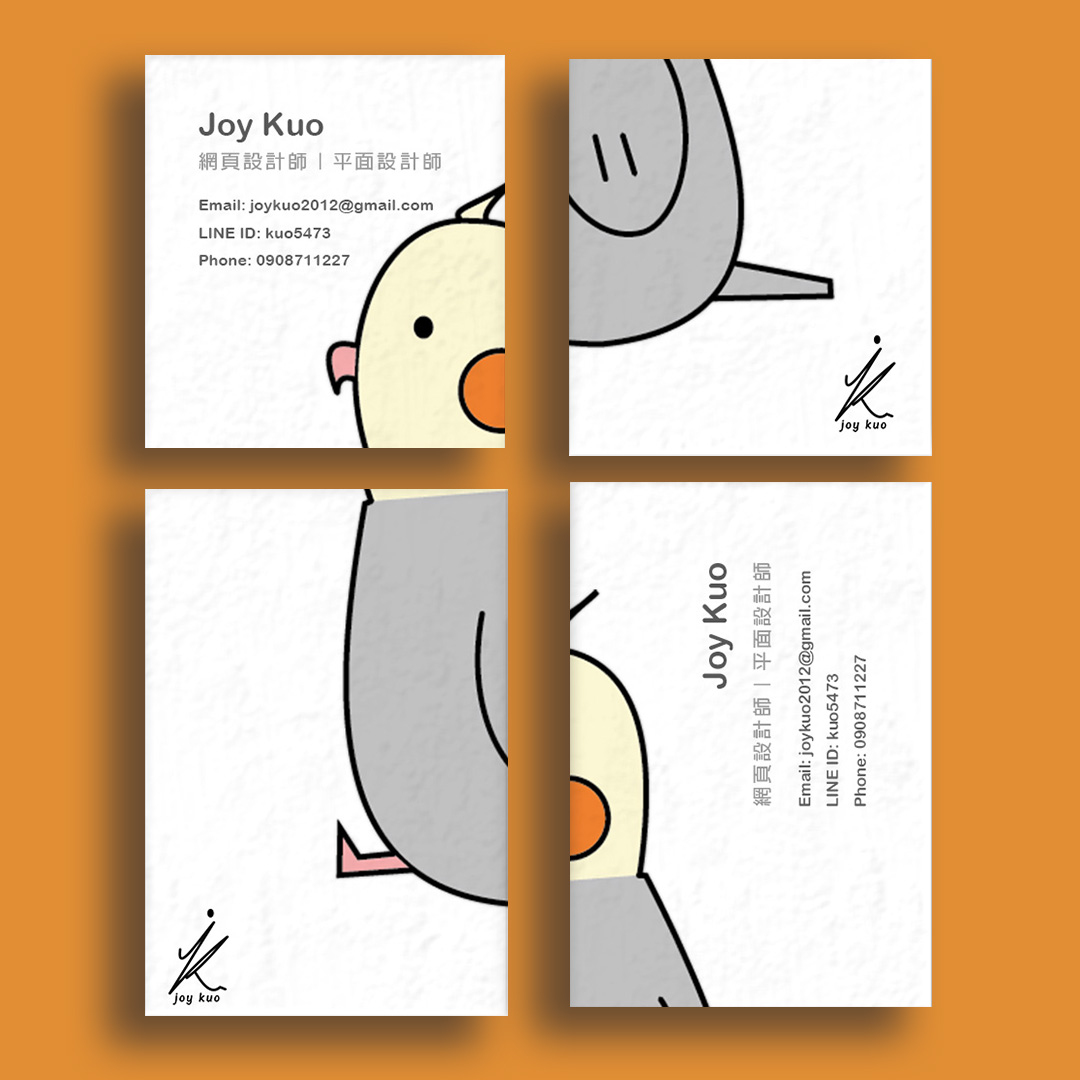 Joy Kuo
網頁設計師 | 平面設計師
Email: joykuo2012@gmail.com
LINE ID: kuo5473
Phone: 0908711227
JK
joy kuo
JK
joy kuo
Joy Kuo
網頁設計師 | 平面設計師
Email: joykuo2012@gmail.com
LINE ID: kuo5473
Phone: 0908711227